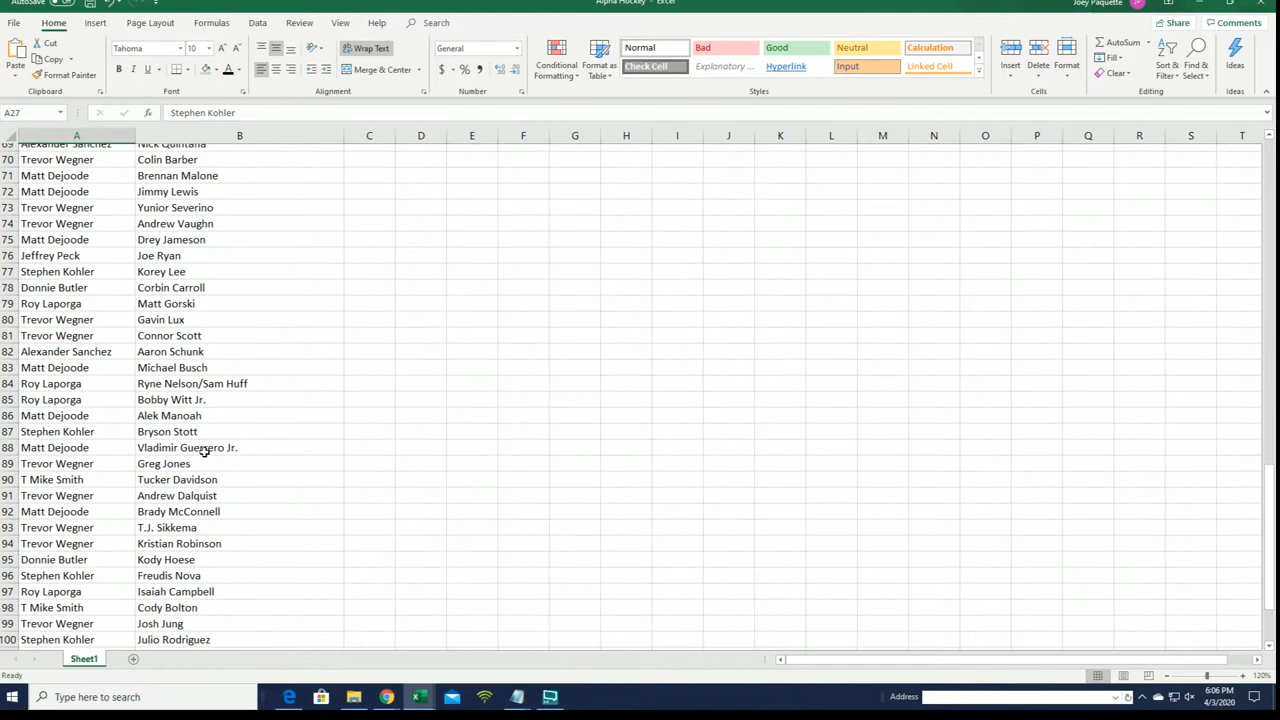 AutoSave Off Alpha Hockey - Excel Joey Paquette
File Home Insert Page Layout Formulas Data Review View Help Search Share Comments
Cut Tahoma 10 Wrap Text General Normal Bad Good Neutral Calculation AutoSum
Copy Fill
Format Painter Merge & Center Check Cell Explanatory ... Hyperlink Input Linked Cell Clear
Paste Conditional Formatting Format as Table Insert Delete Format Sort & Filter Find & Select Ideas
Clipboard Font Alignment Number Styles Cells Editing Ideas
A27 Stephen Kohler
A B C D E F G H I J K L M N O P Q R S T
69 Alexander Sanchez Nick Quintana
70 Trevor Wegner Colin Barber
71 Matt Dejoode Brennan Malone
72 Matt Dejoode Jimmy Lewis
73 Trevor Wegner Yunior Severino
74 Trevor Wegner Andrew Vaughn
75 Matt Dejoode Drey Jameson
76 Jeffrey Peck Joe Ryan
77 Stephen Kohler Korey Lee
78 Donnie Butler Corbin Carroll
79 Roy Laporga Matt Gorski
80 Trevor Wegner Gavin Lux
81 Trevor Wegner Connor Scott
82 Alexander Sanchez Aaron Schunk
83 Matt Dejoode Michael Busch
84 Roy Laporga Ryne Nelson/Sam Huff
85 Roy Laporga Bobby Witt Jr.
86 Matt Dejoode Alek Manoah
87 Stephen Kohler Bryson Stott
88 Matt Dejoode Vladimir Guerrero Jr.
89 Trevor Wegner Greg Jones
90 T Mike Smith Tucker Davidson
91 Trevor Wegner Andrew Dalquist
92 Matt Dejoode Brady McConnell
93 Trevor Wegner T.J. Sikkema
94 Trevor Wegner Kristian Robinson
95 Donnie Butler Kody Hoese
96 Stephen Kohler Freudis Nova
97 Roy Laporga Isaiah Campbell
98 T Mike Smith Cody Bolton
99 Trevor Wegner Josh Jung
100 Stephen Kohler Julio Rodriguez
Sheet1
Ready 120%
Type here to search Address 6:06 PM
4/3/2020